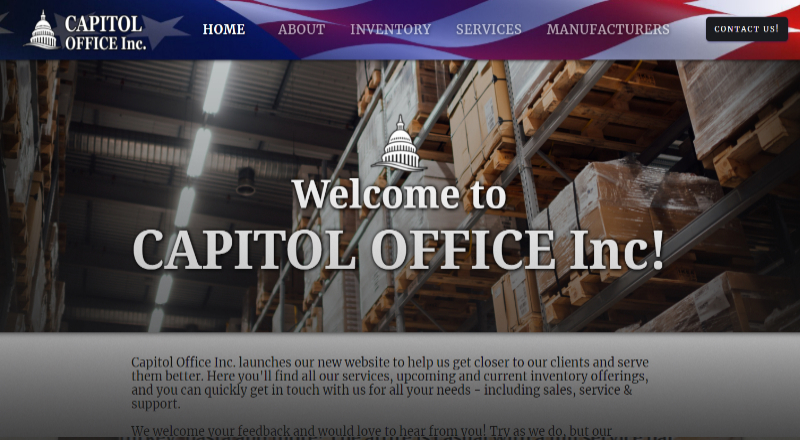 CAPITOL
OFFICE Inc.
HOME ABOUT INVENTORY SERVICES MANUFACTURERS CONTACT US!
Welcome to
CAPITOL OFFICE Inc!
Capitol Office Inc. launches our new website to help us get closer to our clients and serve
them better. Here you'll find all our services, upcoming and current inventory offerings,
and you can quickly get in touch with us for all your needs - including sales, service &
support.
We welcome your feedback and would love to hear from you! Try as we do, but our